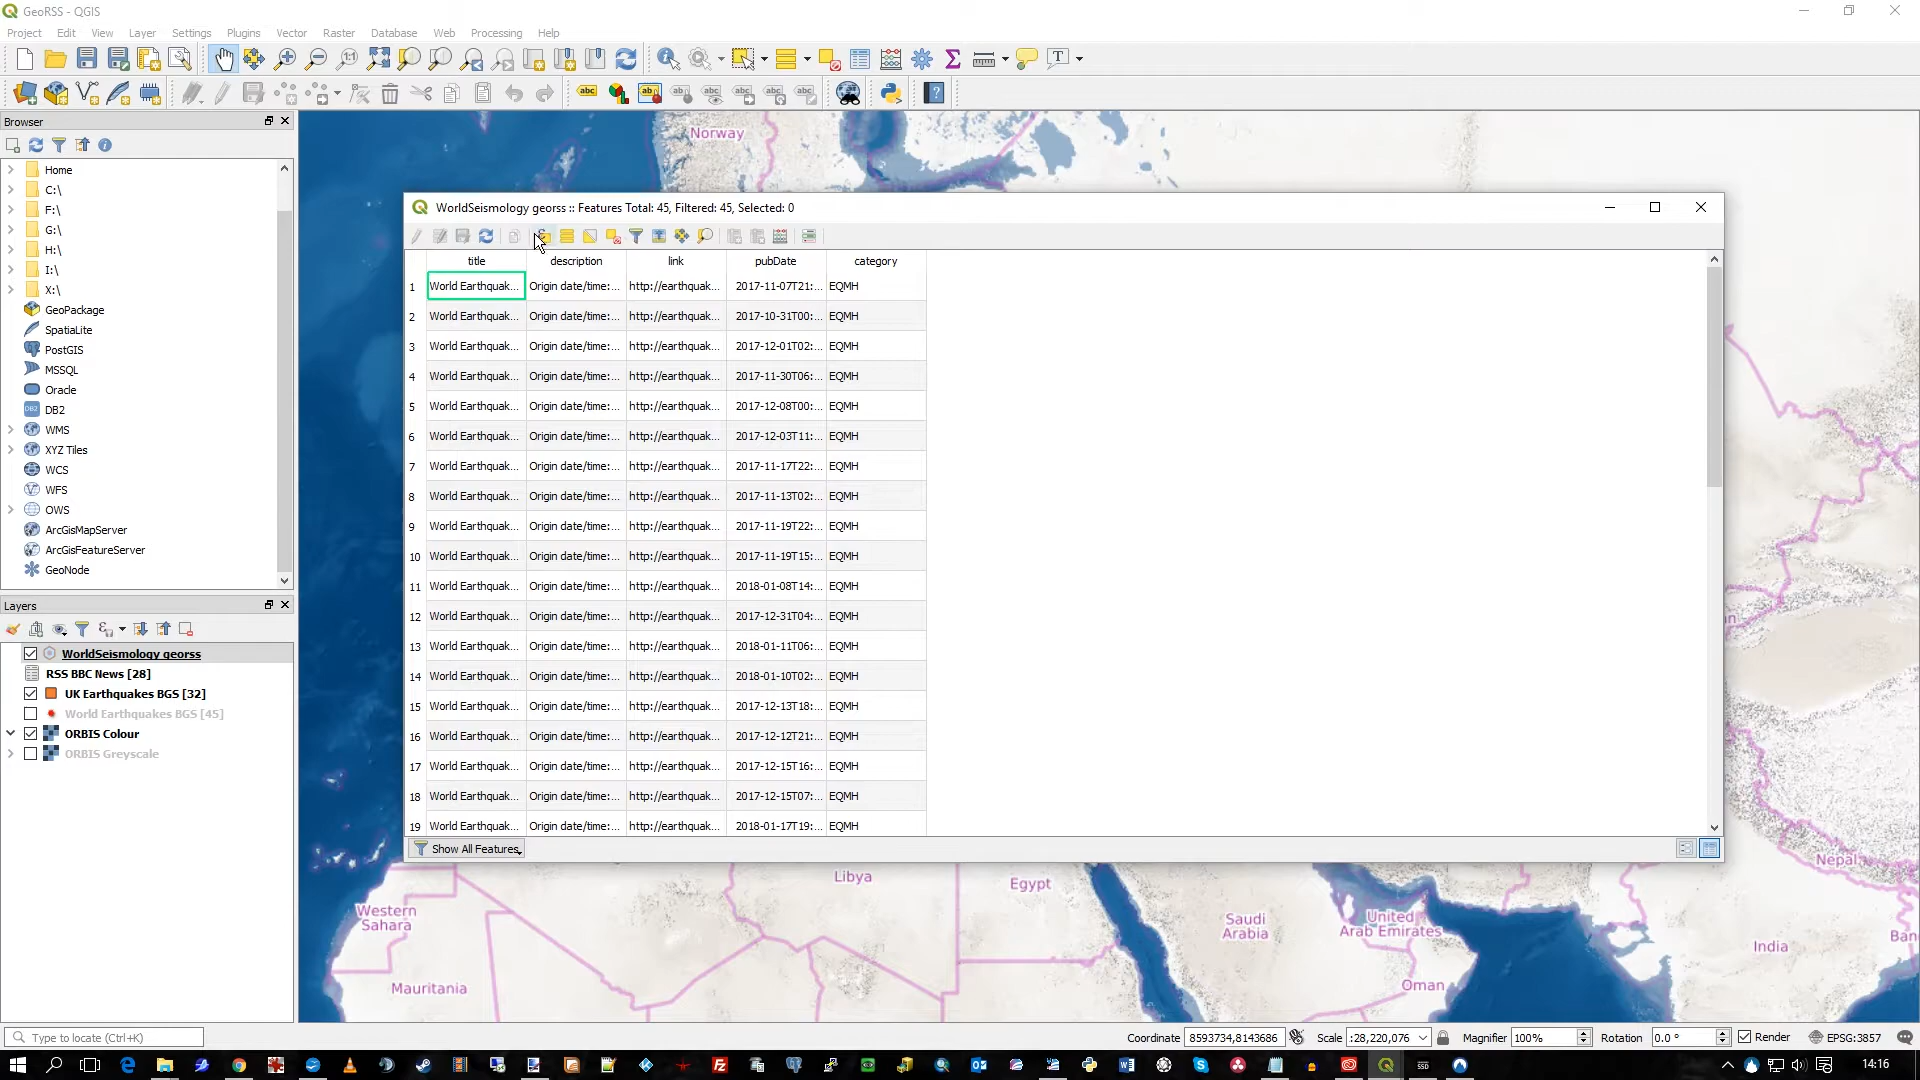 GeoRSS - QGIS
Project Edit View Layer Settings Plugins Vector Raster Database Web Processing Help
Browser
Home
C:\
F:\
G:\
H:\
I:\
X:\
GeoPackage
SpatiaLite
PostGIS
MSSQL
Oracle
DB2
WMS
XYZ Tiles
WCS
WFS
OWS
ArcGisMapServer
ArcGisFeatureServer
GeoNode
Layers
WorldSeismology georss
RSS BBC News [28]
UK Earthquakes BGS [32]
World Earthquakes BGS [45]
ORBIS Colour
ORBIS Greyscale
Norway
WorldSeismology georss :: Features Total: 45, Filtered: 45, Selected: 0
title description link pubDate category
1 World Earthquak... Origin date/time:... http://earthquak... 2017-11-07T21:... EQMH
2 World Earthquak... Origin date/time:... http://earthquak... 2017-10-31T00:... EQMH
3 World Earthquak... Origin date/time:... http://earthquak... 2017-12-01T02:... EQMH
4 World Earthquak... Origin date/time:... http://earthquak... 2017-11-30T06:... EQMH
5 World Earthquak... Origin date/time:... http://earthquak... 2017-12-08T00:... EQMH
6 World Earthquak... Origin date/time:... http://earthquak... 2017-12-03T11:... EQMH
7 World Earthquak... Origin date/time:... http://earthquak... 2017-11-17T22:... EQMH
8 World Earthquak... Origin date/time:... http://earthquak... 2017-11-13T02:... EQMH
9 World Earthquak... Origin date/time:... http://earthquak... 2017-11-19T22:... EQMH
10 World Earthquak... Origin date/time:... http://earthquak... 2017-11-19T15:... EQMH
11 World Earthquak... Origin date/time:... http://earthquak... 2018-01-08T14:... EQMH
12 World Earthquak... Origin date/time:... http://earthquak... 2017-12-31T04:... EQMH
13 World Earthquak... Origin date/time:... http://earthquak... 2018-01-11T06:... EQMH
14 World Earthquak... Origin date/time:... http://earthquak... 2018-01-10T02:... EQMH
15 World Earthquak... Origin date/time:... http://earthquak... 2017-12-13T18:... EQMH
16 World Earthquak... Origin date/time:... http://earthquak... 2017-12-12T21:... EQMH
17 World Earthquak... Origin date/time:... http://earthquak... 2017-12-15T16:... EQMH
18 World Earthquak... Origin date/time:... http://earthquak... 2017-12-15T07:... EQMH
19 World Earthquak... Origin date/time:... http://earthquak... 2018-01-17T19:... EQMH
Show All Features
Nepal
Libya
Egypt
Western
Sahara
Saudi
Arabia
United
Arab Emirates
India
Ban
Mauritania
Oman
Type to locate (Ctrl+K)
Coordinate 8593734,8143686 Scale :28,220,076 Magnifier 100% Rotation 0.0 ° Render EPSG:3857
14:16